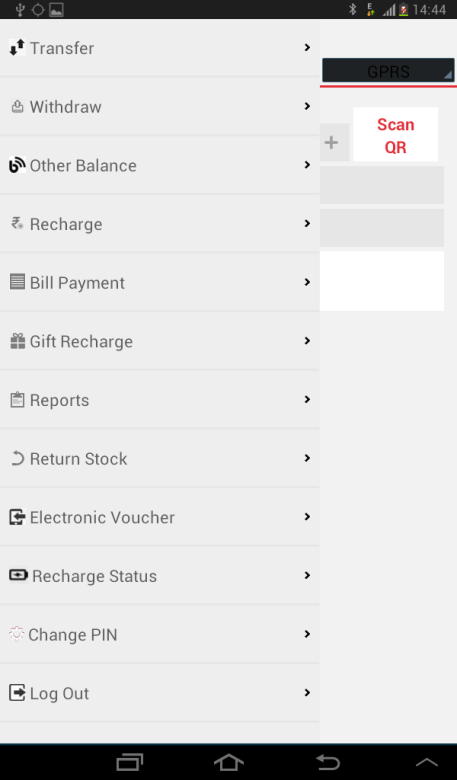 E 14:44
Transfer
GPRS
Withdraw
Scan
QR
+
Other Balance
Recharge
Bill Payment
Gift Recharge
Reports
Return Stock
Electronic Voucher
Recharge Status
Change PIN
Log Out